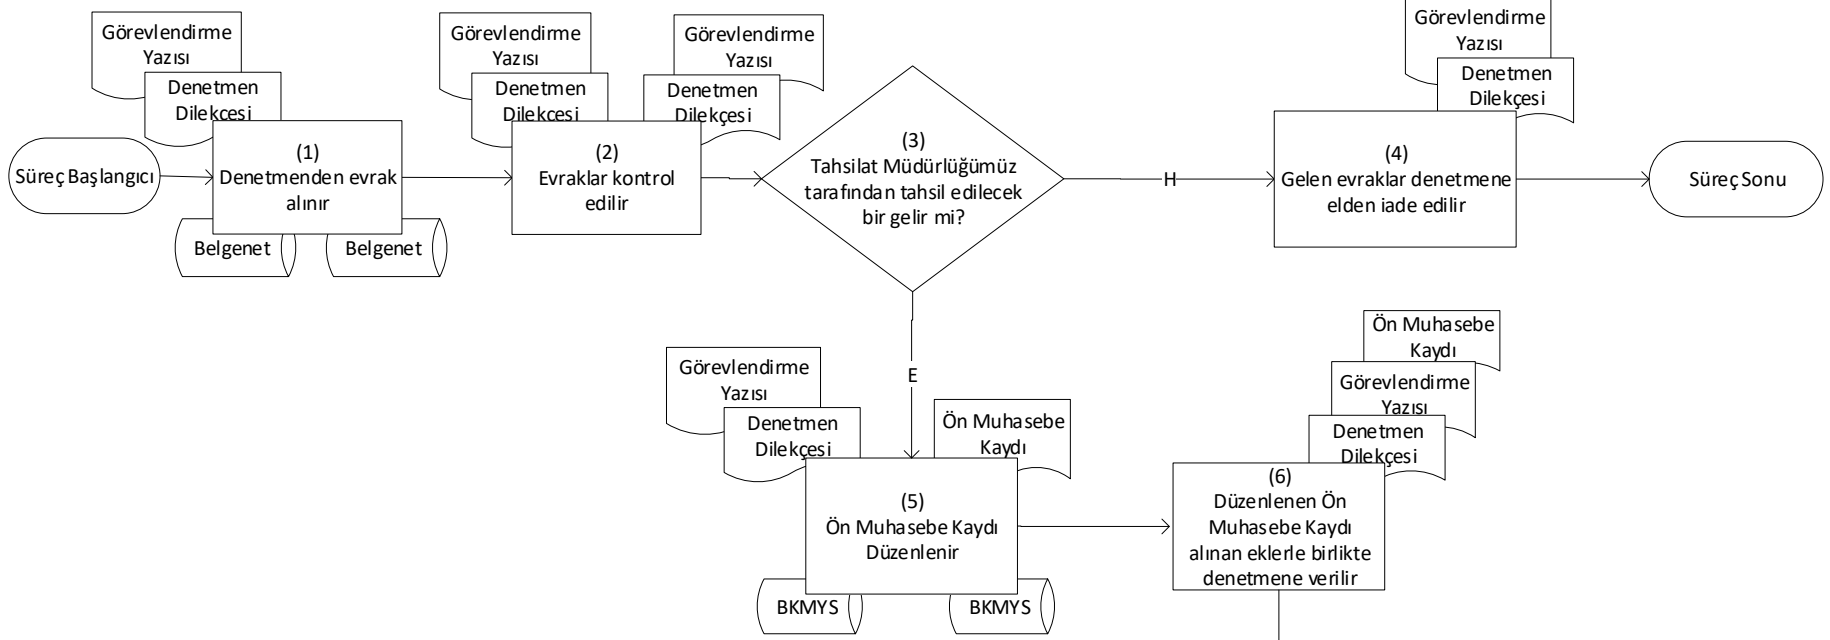 Görevlendirme
Yazısı
Denetmen
Dilekçesi
Görevlendirme
Yazısı
Denetmen
Dilekçesi
Görevlendirme
Yazısı
Denetmen
Dilekçesi
Görevlendirme
Yazısı
Denetmen
Dilekçesi
Süreç Başlangıcı
(1)
Denetmenden evrak
alınır
Belgenet
Belgenet
(2)
Evraklar kontrol
edilir
(3)
Tahsilat Müdürlüğümüz
tarafından tahsil edilecek
bir gelir mi?
H
(4)
Gelen evraklar denetmene
elden iade edilir
Süreç Sonu
E
Görevlendirme
Yazısı
Denetmen
Dilekçesi
Ön Muhasebe
Kaydı
(5)
Ön Muhasebe Kaydı
Düzenlenir
BKMYS
BKMYS
Ön Muhasebe
Kaydı
Görevlendirme
Yazısı
Denetmen
Dilekçesi
(6)
Düzenlenen Ön
Muhasebe Kaydı
alınan eklerle birlikte
denetmene verilir